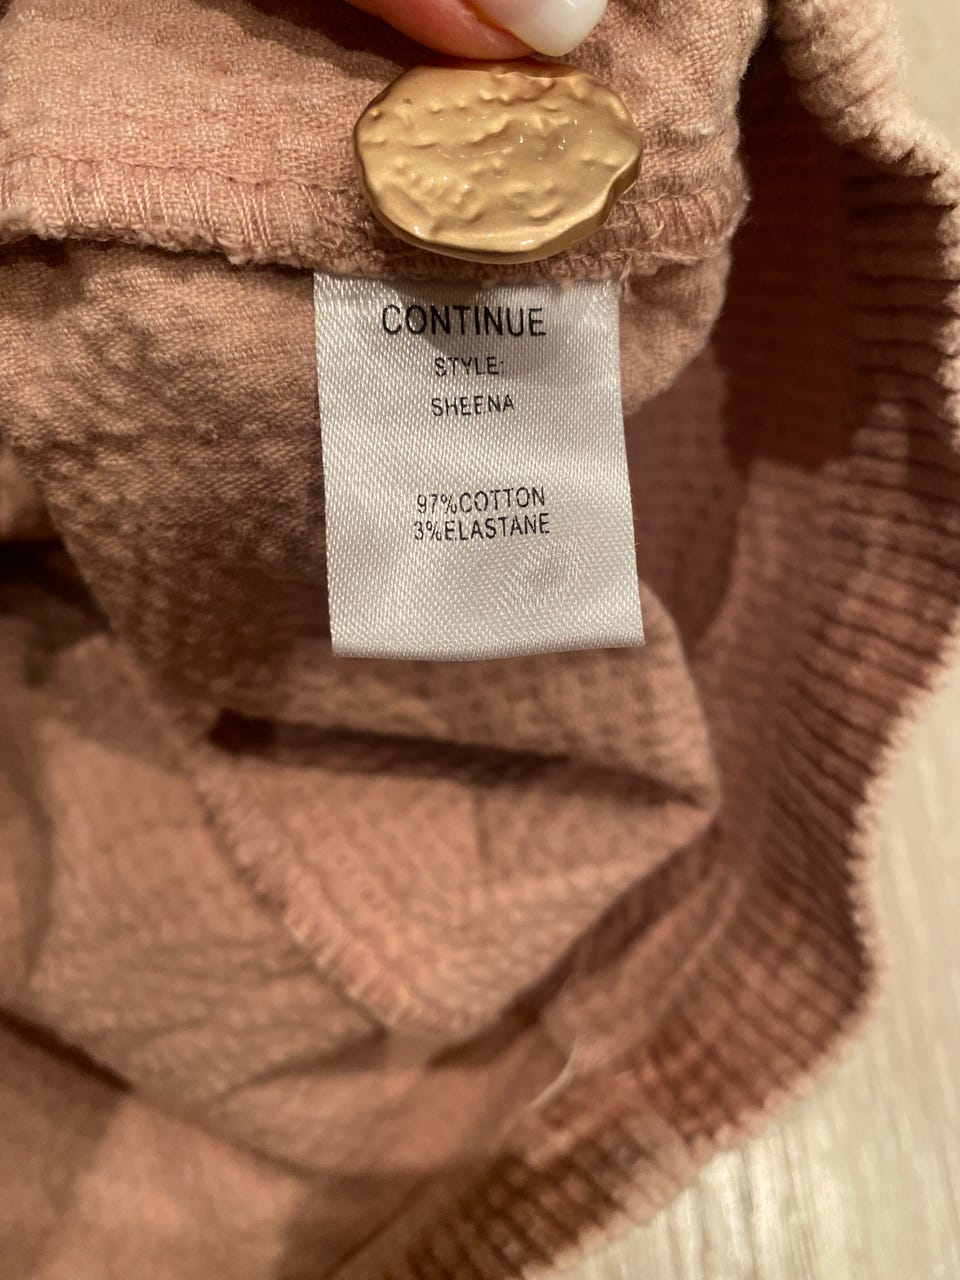 CONTINUE
STYLE:
SHEENA
97%COTTON
3%ELASTANE